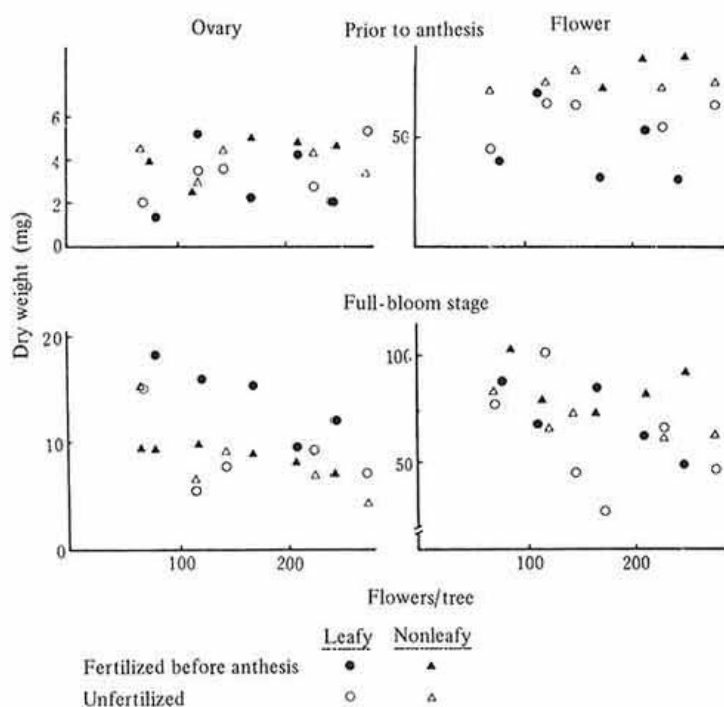 Ovary Prior to anthesis Flower
6
4
2
0
50
Dry weight (mg)
Full-bloom stage
20
10
0
100
50
100 200 100 200
Flowers/tree
Leafy Nonleafy
Fertilized before anthesis ● ▲
Unfertilized ○ △